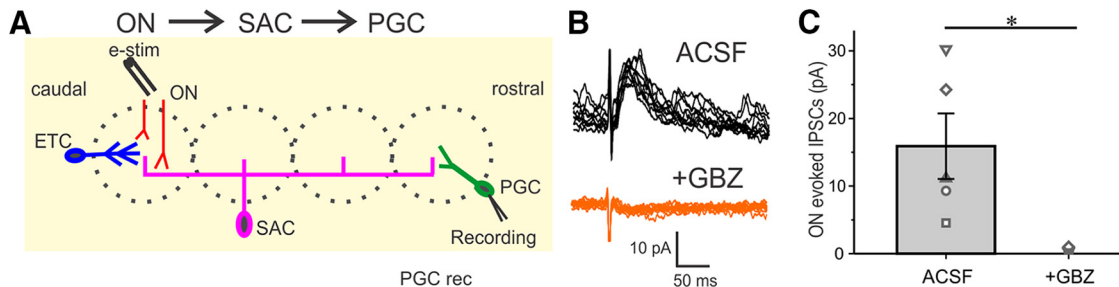 A
ON → SAC → PGC
e-stim
caudal
ON
rostral
ETC
PGC
SAC
Recording
PGC rec
B
ACSF
+GBZ
10 pA
50 ms
C
*
ON evoked IPSCs (pA)
30
20
10
0
ACSF
+GBZ